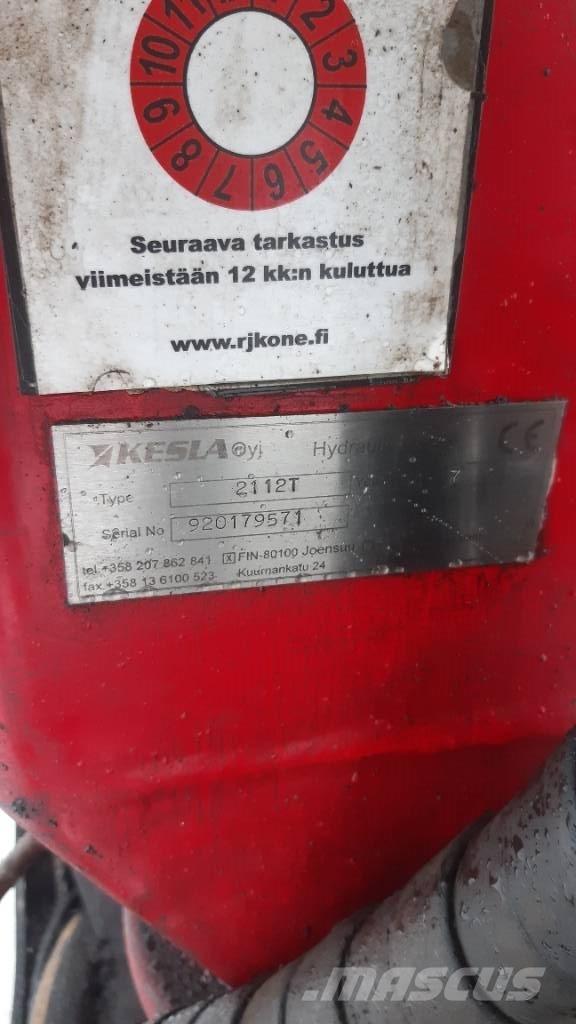 11 2
10 3
9 4
8 5
7 6
Seuraava tarkastus
viimeistään 12 kk:n kuluttua
www.rjkone.fi
KESLA oyj
CE
Type 2112T 7
Serial No 920179571
tel.+358 207 862 841 FIN-80100 Joensuu
fax.+358 13 6100 523 Kuurnankatu 24
MASCUS